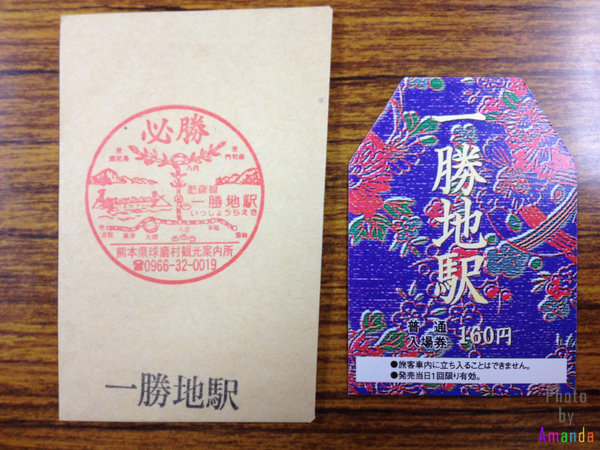 必勝
八代
肥薩線
一勝地駅
いっしょうちえき
人吉
熊本県球磨村観光案内所
☎0966-32-0019
一勝地駅
一勝地駅
普通
入場券
160円
●旅客車内に立ち入ることはできません。
●発売当日1回限り有効。
Photo
by
Amanda